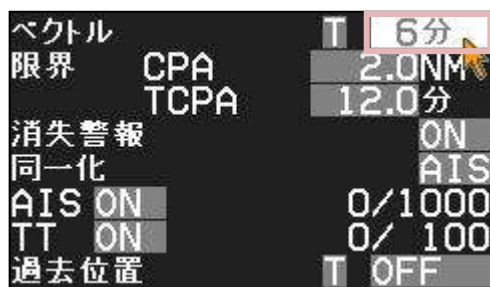 ベクトル T 6分
限界 CPA 2.0NM
TCPA 12.0分
消失警報 ON
同一化 AIS
AIS ON 0/1000
TT ON 0/ 100
過去位置 T OFF